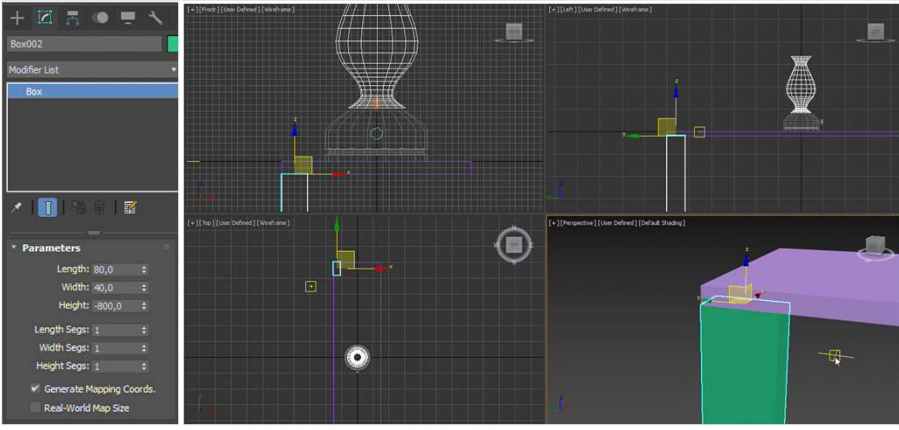 Box002
Modifier List
Box
Parameters
Length: 80,0
Width: 40,0
Height: -800,0
Length Segs: 1
Width Segs: 1
Height Segs: 1
Generate Mapping Coords.
Real-World Map Size
[+] [Front] [User Defined] [Wireframe]
z
x
[+] [Left] [User Defined] [Wireframe]
z
y
[+] [Top] [User Defined] [Wireframe]
y
x
[+] [Perspective] [User Defined] [Default Shading]
z